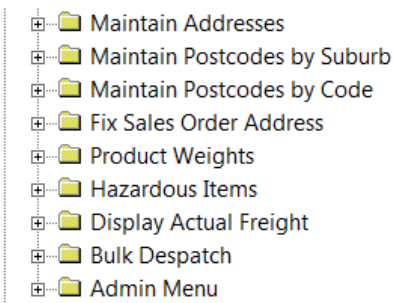 Maintain Addresses
Maintain Postcodes by Suburb
Maintain Postcodes by Code
Fix Sales Order Address
Product Weights
Hazardous Items
Display Actual Freight
Bulk Despatch
Admin Menu